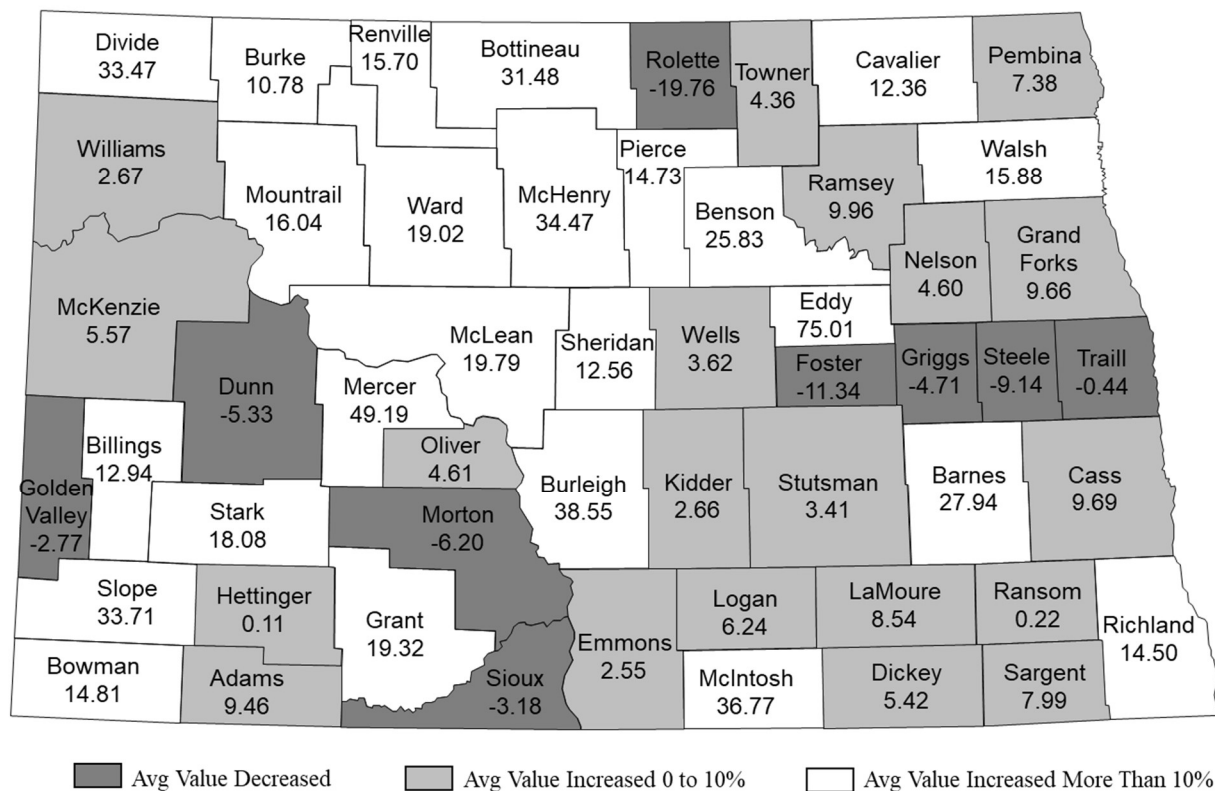 Divide
33.47
Burke
10.78
Renville
15.70
Bottineau
31.48
Rolette
-19.76
Towner
4.36
Cavalier
12.36
Pembina
7.38
Williams
2.67
Mountrail
16.04
Ward
19.02
McHenry
34.47
Pierce
14.73
Benson
25.83
Ramsey
9.96
Walsh
15.88
Nelson
4.60
Grand
Forks
9.66
McKenzie
5.57
Dunn
-5.33
McLean
19.79
Sheridan
12.56
Wells
3.62
Eddy
75.01
Foster
-11.34
Griggs
-4.71
Steele
-9.14
Traill
-0.44
Mercer
49.19
Oliver
4.61
Golden
Valley
-2.77
Billings
12.94
Stark
18.08
Morton
-6.20
Burleigh
38.55
Kidder
2.66
Stutsman
3.41
Barnes
27.94
Cass
9.69
Slope
33.71
Hettinger
0.11
Grant
19.32
Emmons
2.55
Logan
6.24
LaMoure
8.54
Ransom
0.22
Richland
14.50
Bowman
14.81
Adams
9.46
Sioux
-3.18
McIntosh
36.77
Dickey
5.42
Sargent
7.99
Avg Value Decreased
Avg Value Increased 0 to 10%
Avg Value Increased More Than 10%